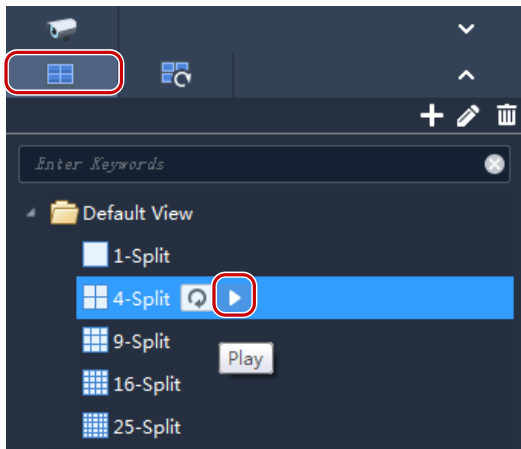 Enter Keywords
Default View
1-Split
4-Split
9-Split
Play
16-Split
25-Split